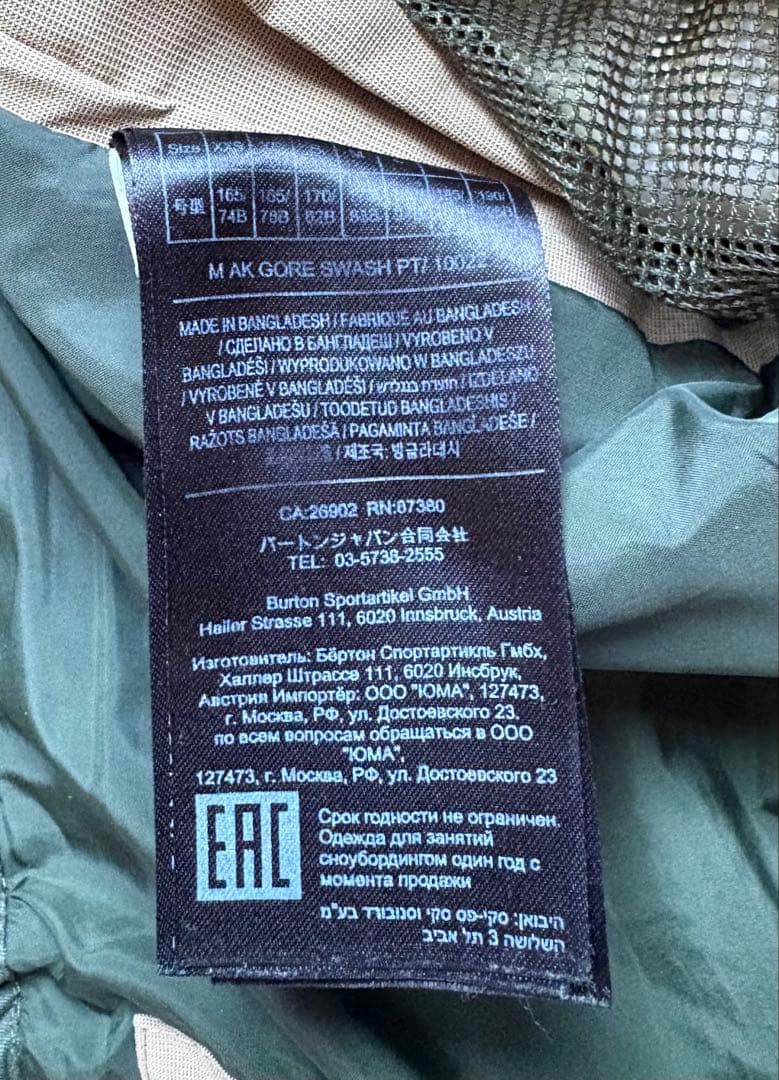 Size XXS
号型 165/ 165/ 170/
74B 78B 82B
M AK GORE SWASH PT/
MADE IN BANGLADESH / FABRIQUÉ AU BANGLADESH
/ СДЕЛАНО В БАНГЛАДЕШ / VYROBENO V
BANGLADÉŠI / WYPRODUKOWANO W BANGLADESZU
/ VYROBENÉ V BANGLADÉŠI / תוצרת בנגלדש / IZDELANO
V BANGLADEŠU / TOODETUD BANGLADESHIS /
RAŽOTS BANGLADEŠĀ / PAGAMINTA BANGLADEŠE /
/ 제조국: 방글라데시
CA:26902 RN:87380
バートンジャパン合同会社
TEL: 03-5738-2555
Burton Sportartikel GmbH
Haller Strasse 111, 6020 Innsbruck, Austria
Изготовитель: Бёртон Спортартикль Гмбх,
Халлер Штрассе 111, 6020 Инсбрук,
Австрия Импортёр: ООО "ЮМА", 127473,
г. Москва, РФ, ул. Достоевского 23,
по всем вопросам обращаться в ООО
"ЮМА",
127473, г. Москва, РФ, ул. Достоевского 23
EAC
Срок годности не ограничен.
Одежда для занятий
сноубордингом один год с
момента продажи
היבואן: סקי-פס סקי וסנובורד בע"מ
השלושה 3 תל אביב